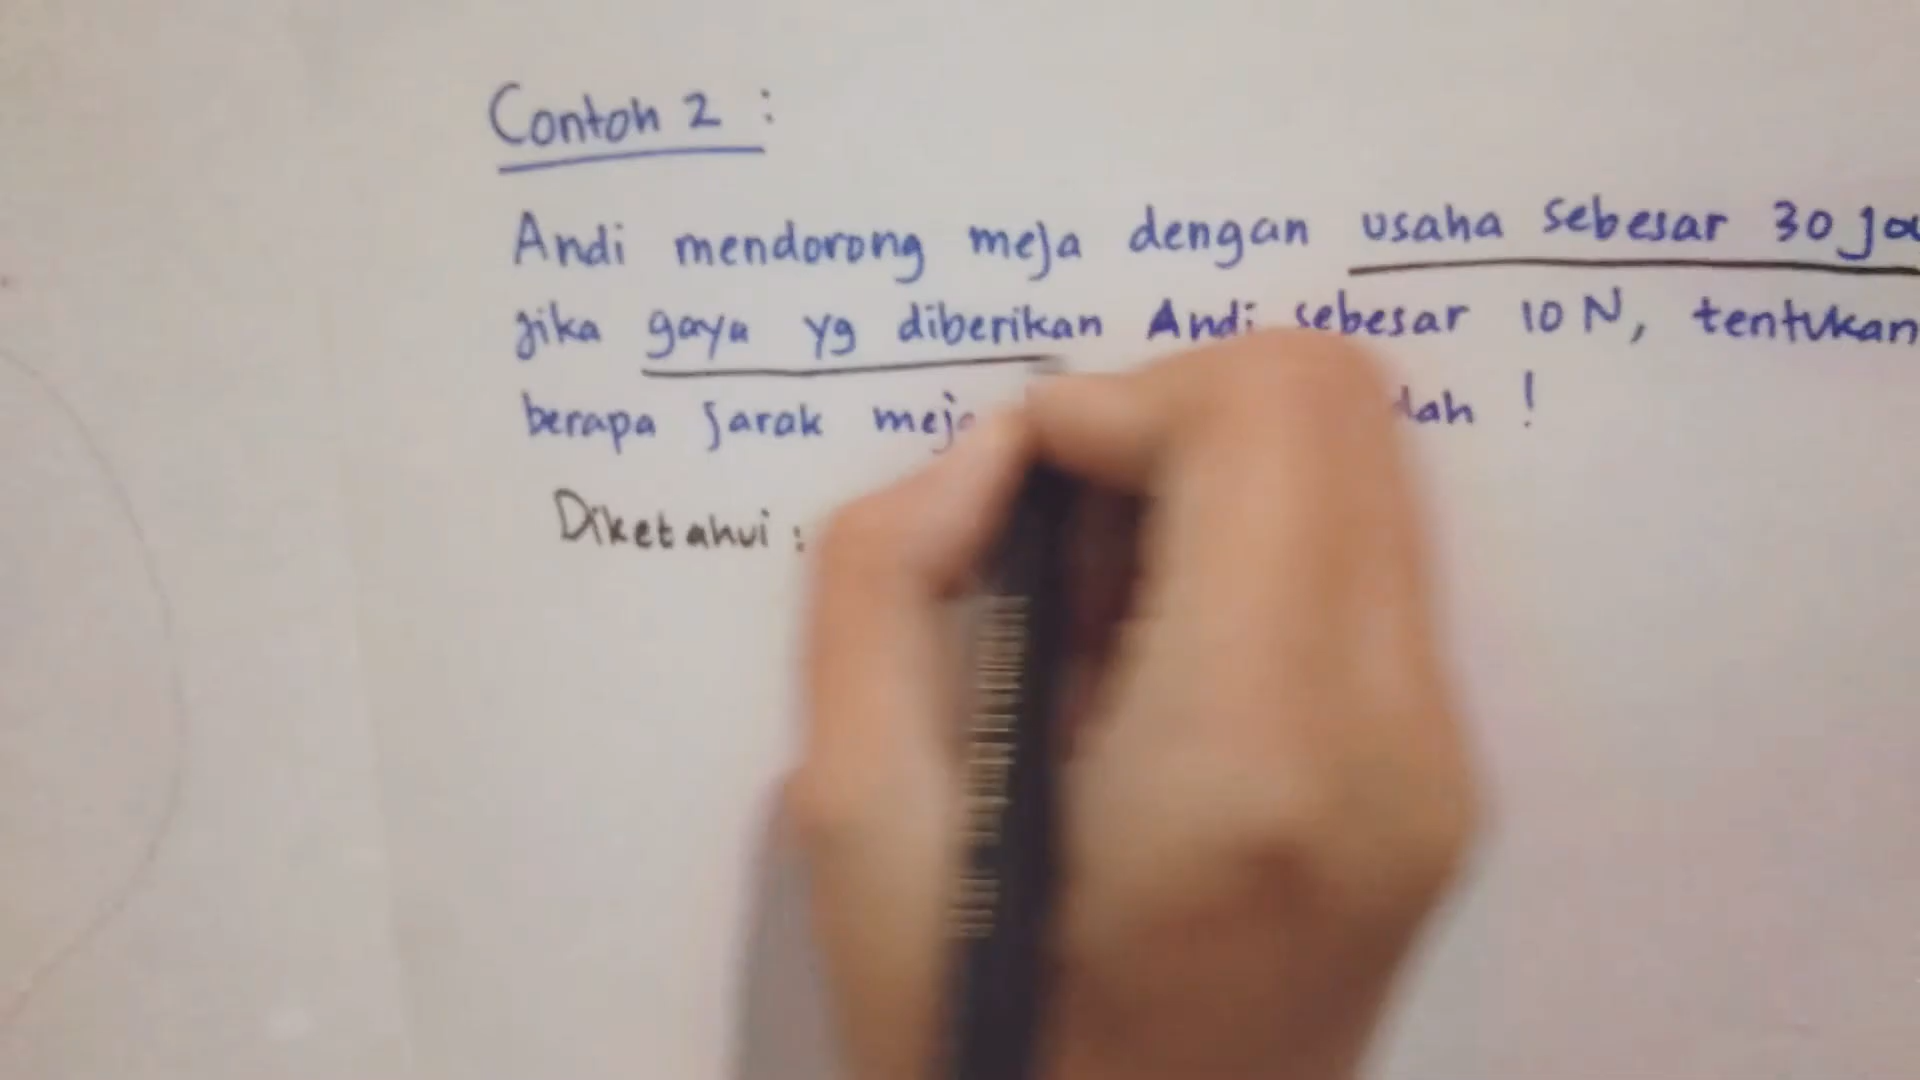 Contoh 2 :
Andi mendorong meja dengan usaha sebesar 30
jika gaya yg diberikan Andi sebesar 10 N, tentukan
berapa jarak !
Diketahui :